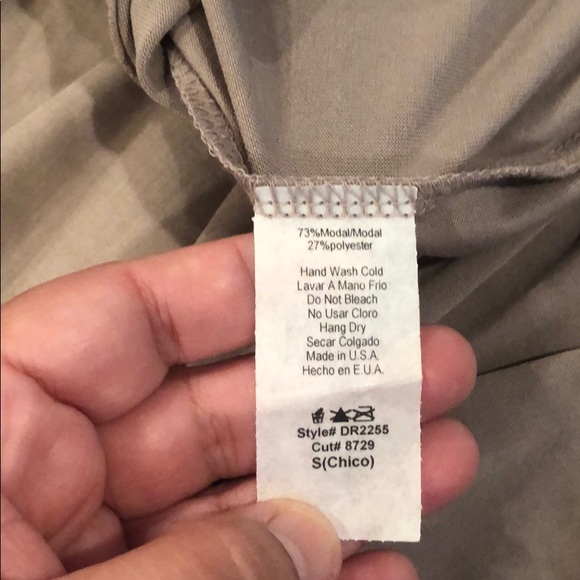 73%Modal/Modal
27%polyester
Hand Wash Cold
Lavar A Mano Frio
Do Not Bleach
No Usar Cloro
Hang Dry
Secar Colgado
Made in U.S.A.
Hecho en E.U.A.
Style# DR2255
Cut# 8729
S(Chico)